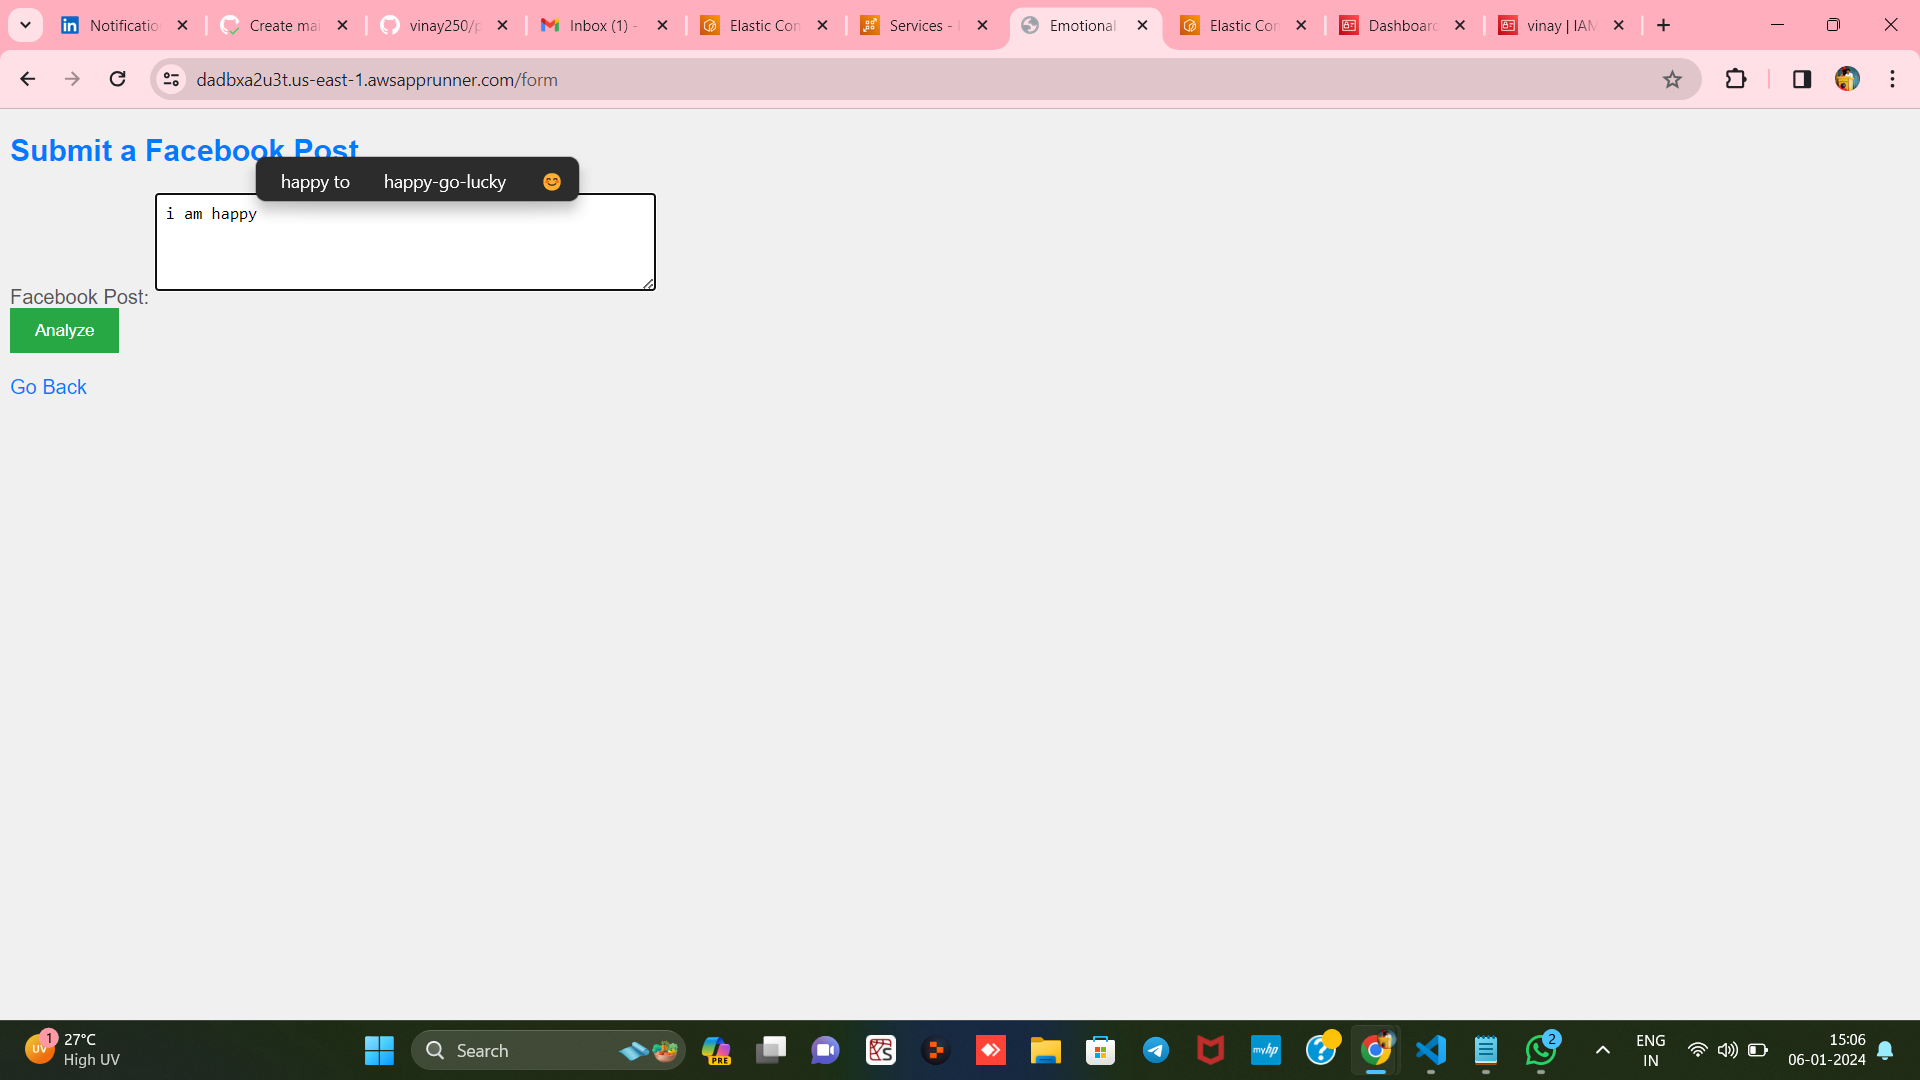 Notificatio
Create mai
vinay250/p
Inbox (1) -
Elastic Con
Services -
Emotional
Elastic Con
Dashboard
vinay | IAM
dadbxa2u3t.us-east-1.awsapprunner.com/form
Submit a Facebook Post
happy to happy-go-lucky 😊
i am happy
Facebook Post:
Analyze
Go Back
UV 1
27°C
High UV
Search
PRE
myhp
2
ENG
IN
15:06
06-01-2024